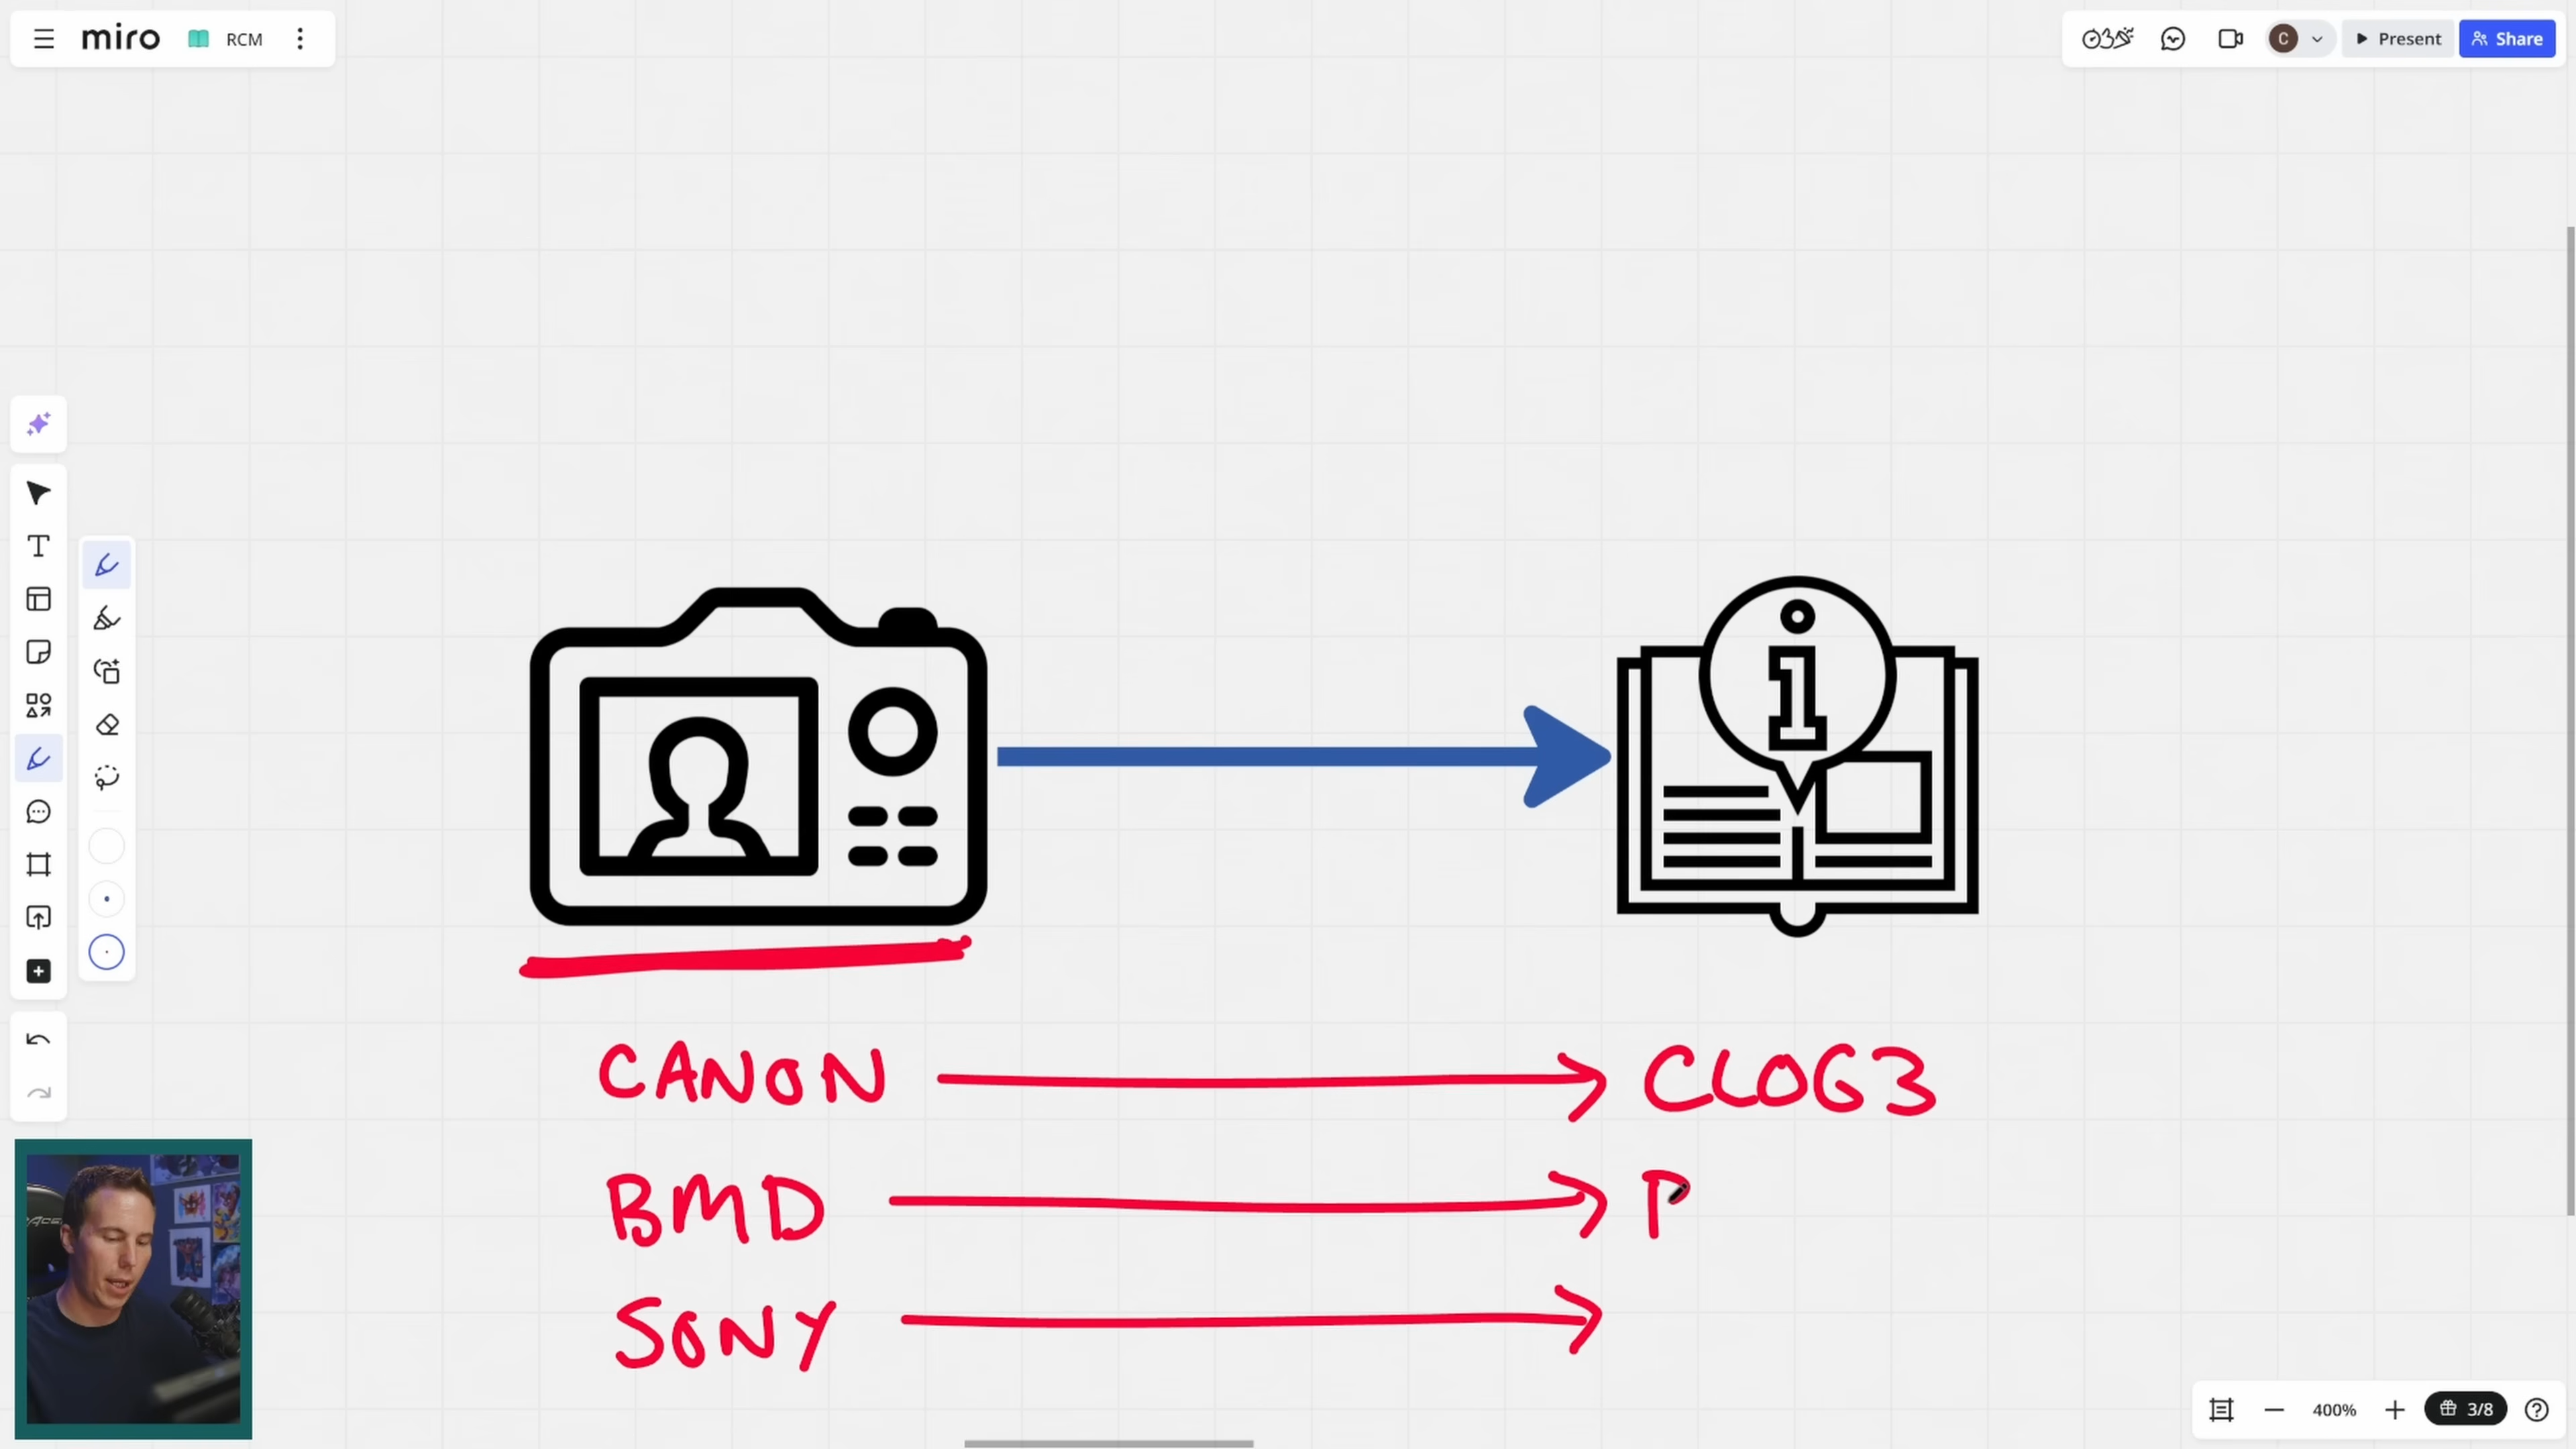 miro RCM
C Present Share
i
CANON CLOG3
BMD P
SONY
400% 3/8